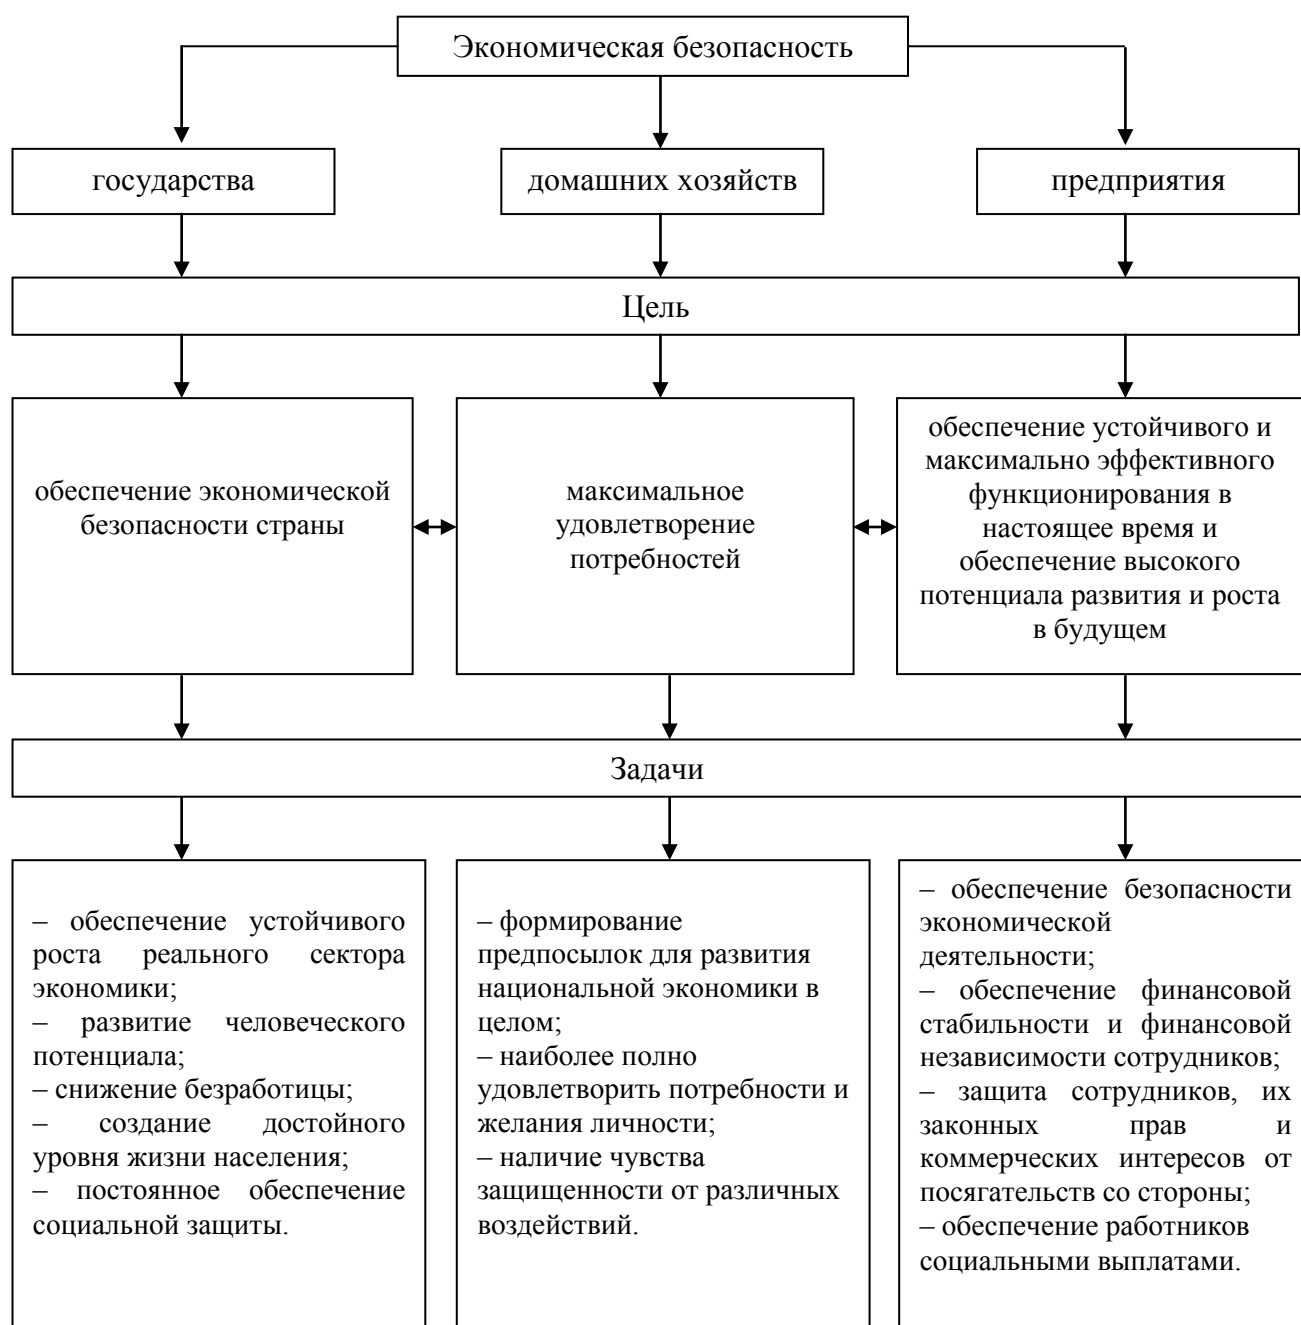 Экономическая безопасность
государства
домашних хозяйств
предприятия
Цель
обеспечение экономической
безопасности страны
максимальное
удовлетворение
потребностей
обеспечение устойчивого и
максимально эффективного
функционирования в
настоящее время и
обеспечение высокого
потенциала развития и роста
в будущем
Задачи
– обеспечение устойчивого
роста реального сектора
экономики;
– развитие человеческого
потенциала;
– снижение безработицы;
– создание достойного
уровня жизни населения;
– постоянное обеспечение
социальной защиты.
– формирование
предпосылок для развития
национальной экономики в
целом;
– наиболее полно
удовлетворить потребности и
желания личности;
– наличие чувства
защищенности от различных
воздействий.
– обеспечение безопасности
экономической
деятельности;
– обеспечение финансовой
стабильности и финансовой
независимости сотрудников;
– защита сотрудников, их
законных прав и
коммерческих интересов от
посягательств со стороны;
– обеспечение работников
социальными выплатами.